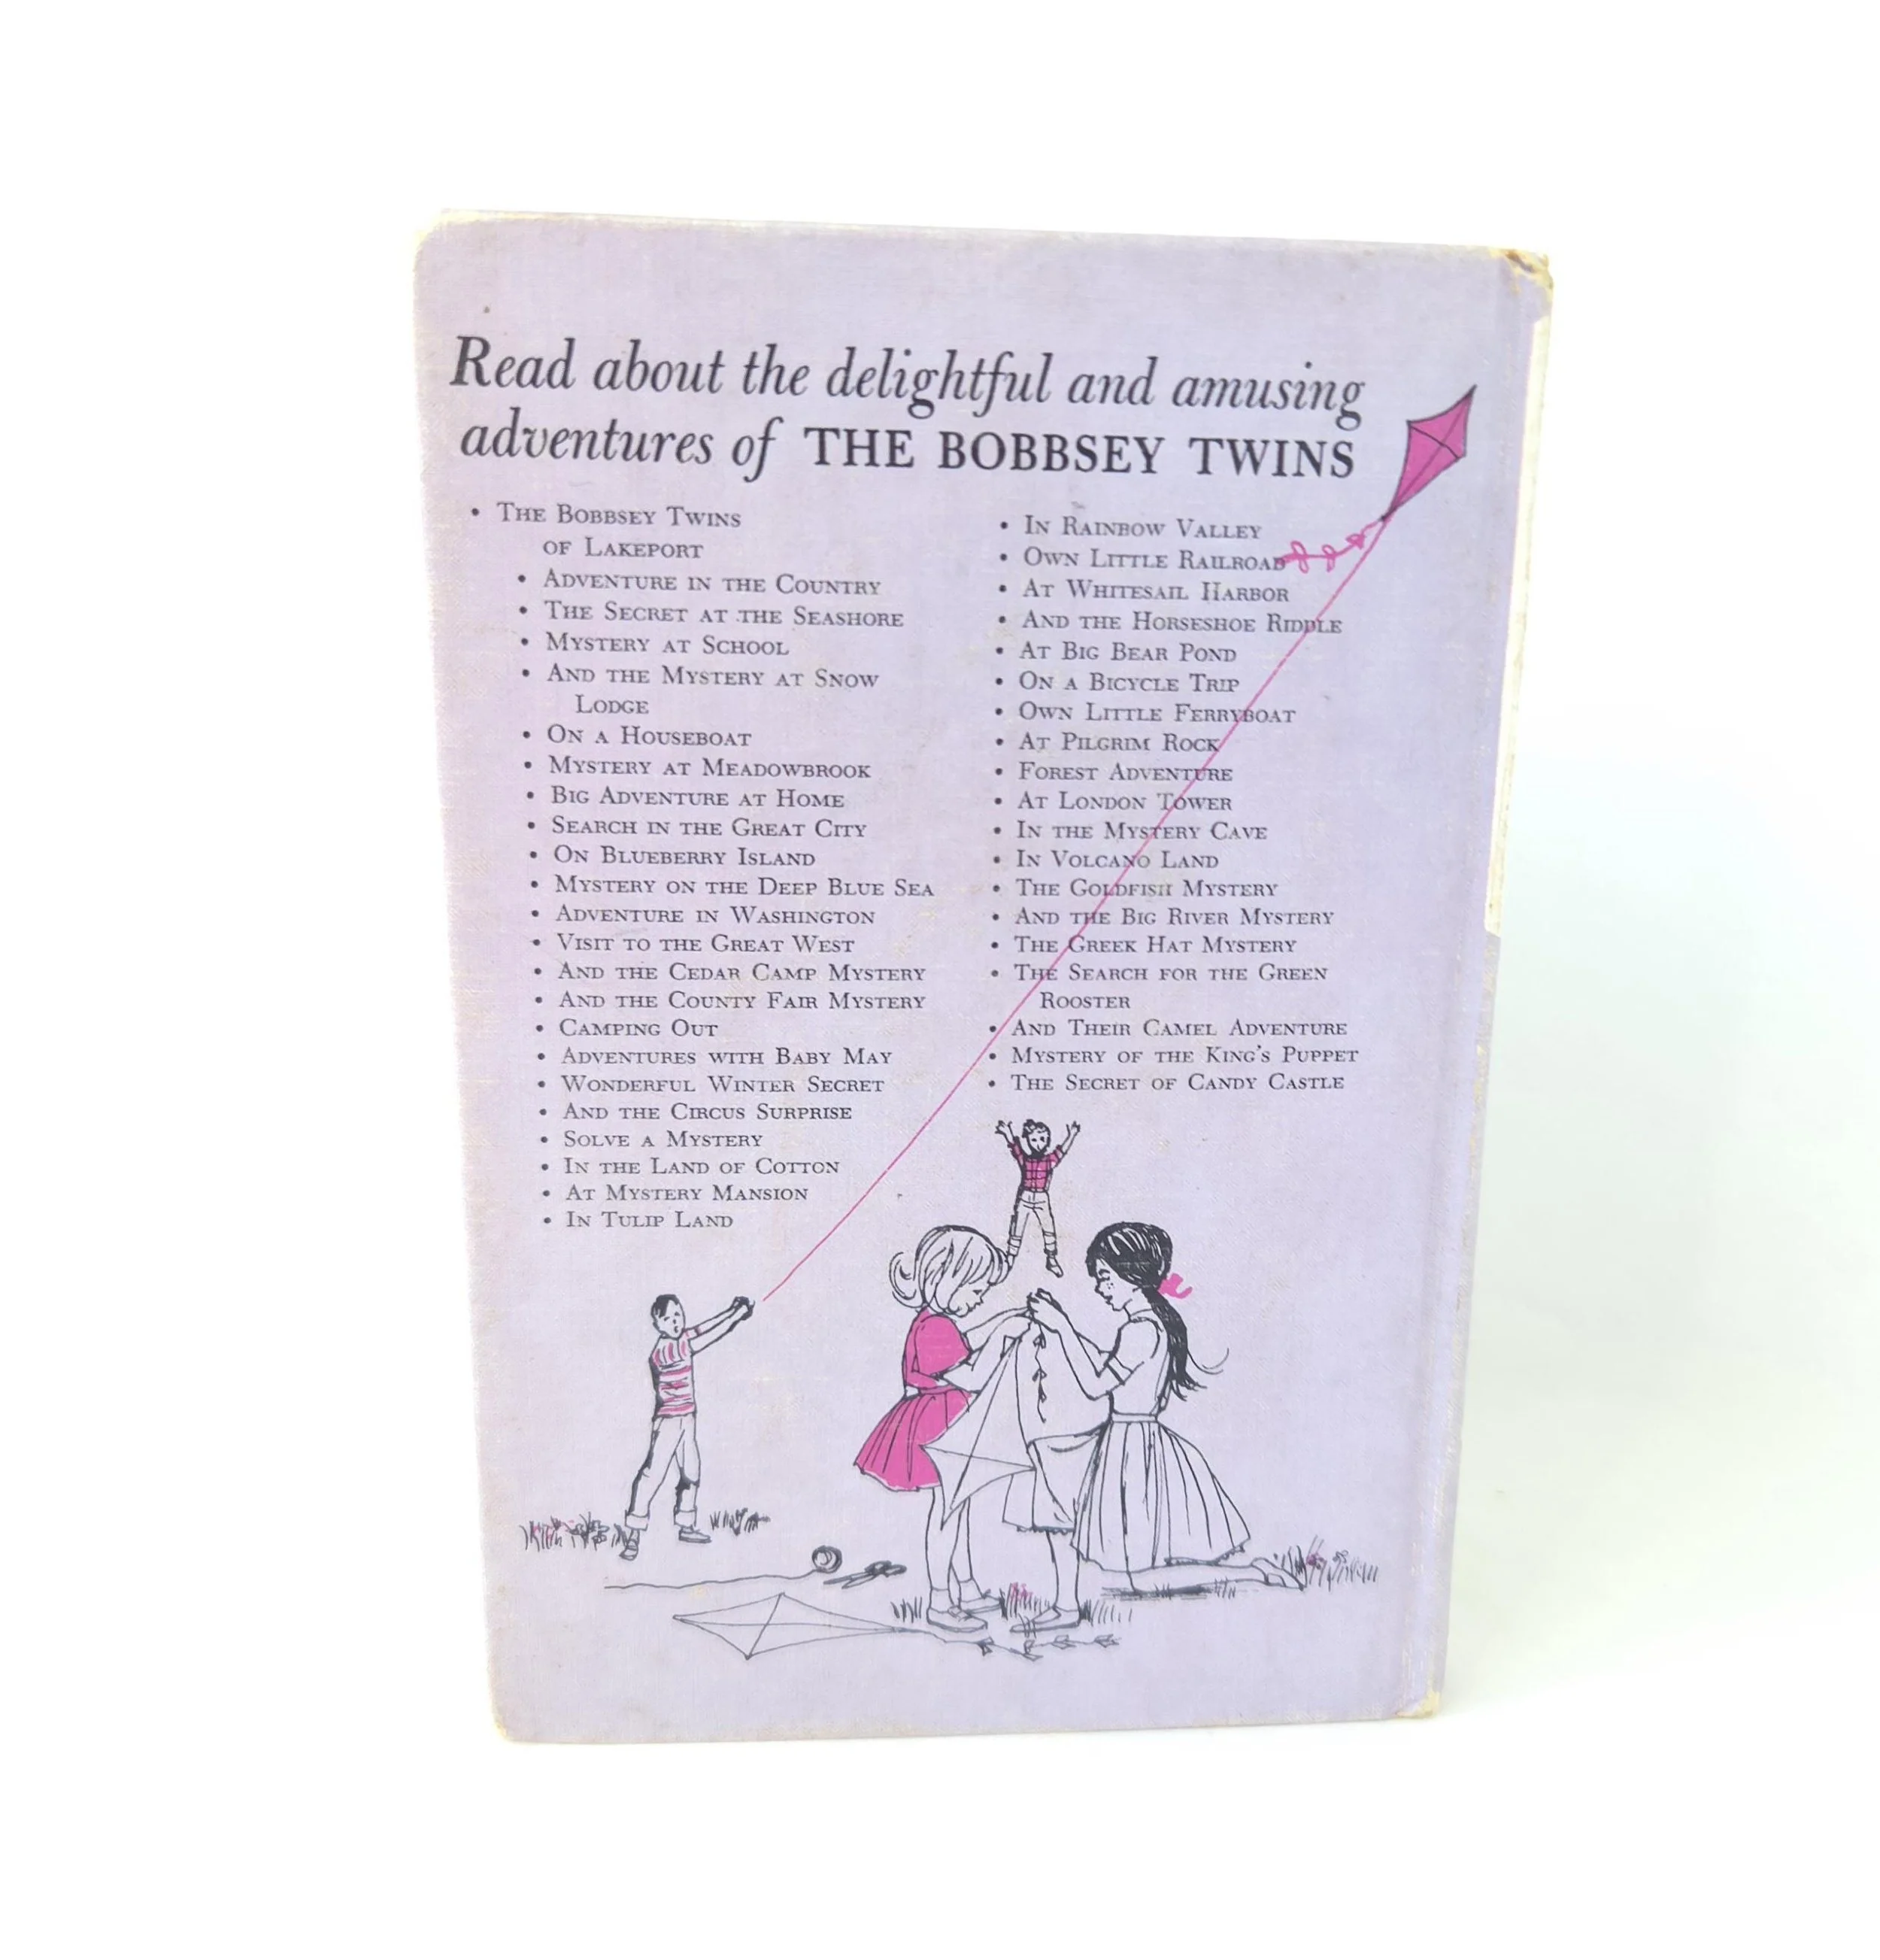 Read about the delightful and amusing
adventures of THE BOBBSEY TWINS
• The Bobbsey Twins
of Lakeport
• Adventure in the Country
• The Secret at the Seashore
• Mystery at School
• And the Mystery at Snow
Lodge
• On a Houseboat
• Mystery at Meadowbrook
• Big Adventure at Home
• Search in the Great City
• On Blueberry Island
• Mystery on the Deep Blue Sea
• Adventure in Washington
• Visit to the Great West
• And the Cedar Camp Mystery
• And the County Fair Mystery
• Camping Out
• Adventures with Baby May
• Wonderful Winter Secret
• And the Circus Surprise
• Solve a Mystery
• In the Land of Cotton
• At Mystery Mansion
• In Tulip Land
• In Rainbow Valley
• Own Little Railroad
• At Whitesail Harbor
• And the Horseshoe Riddle
• At Big Bear Pond
• On a Bicycle Trip
• Own Little Ferryboat
• At Pilgrim Rock
• Forest Adventure
• At London Tower
• In the Mystery Cave
• In Volcano Land
• The Goldfish Mystery
• And the Big River Mystery
• The Greek Hat Mystery
• The Search for the Green
Rooster
• And Their Camel Adventure
• Mystery of the King's Puppet
• The Secret of Candy Castle